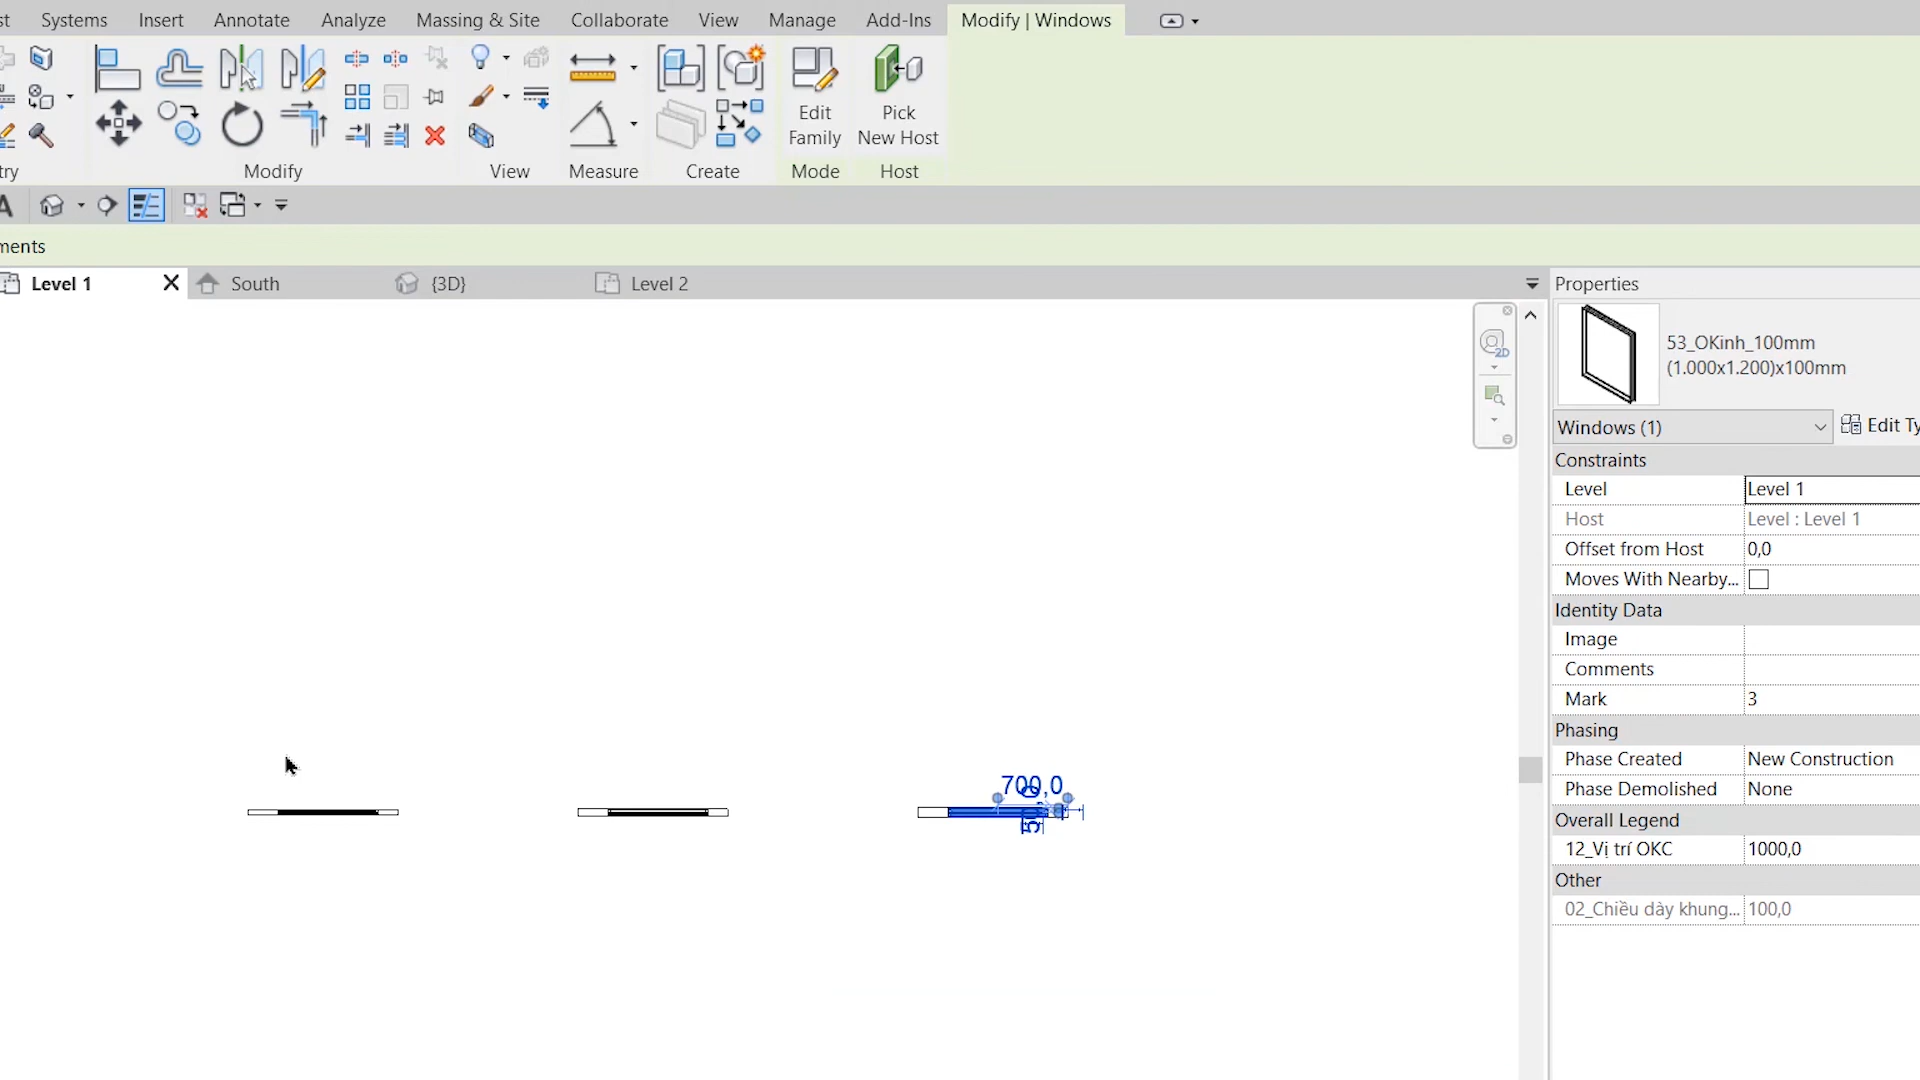 st Systems Insert Annotate Analyze Massing & Site Collaborate View Manage Add-Ins Modify | Windows
Edit Family
Pick New Host
try Modify View Measure Create Mode Host
A
ments
Level 1 South {3D} Level 2
2D
Properties
53_OKinh_100mm
(1.000x1.200)x100mm
Windows (1) Edit Ty
Constraints
Level Level 1
Host Level : Level 1
Offset from Host 0,0
Moves With Nearby...
Identity Data
Image
Comments
Mark 3
Phasing
Phase Created New Construction
Phase Demolished None
Overall Legend
12_Vị trí OKC 1000,0
Other
02_Chiều dày khung... 100,0
700,0